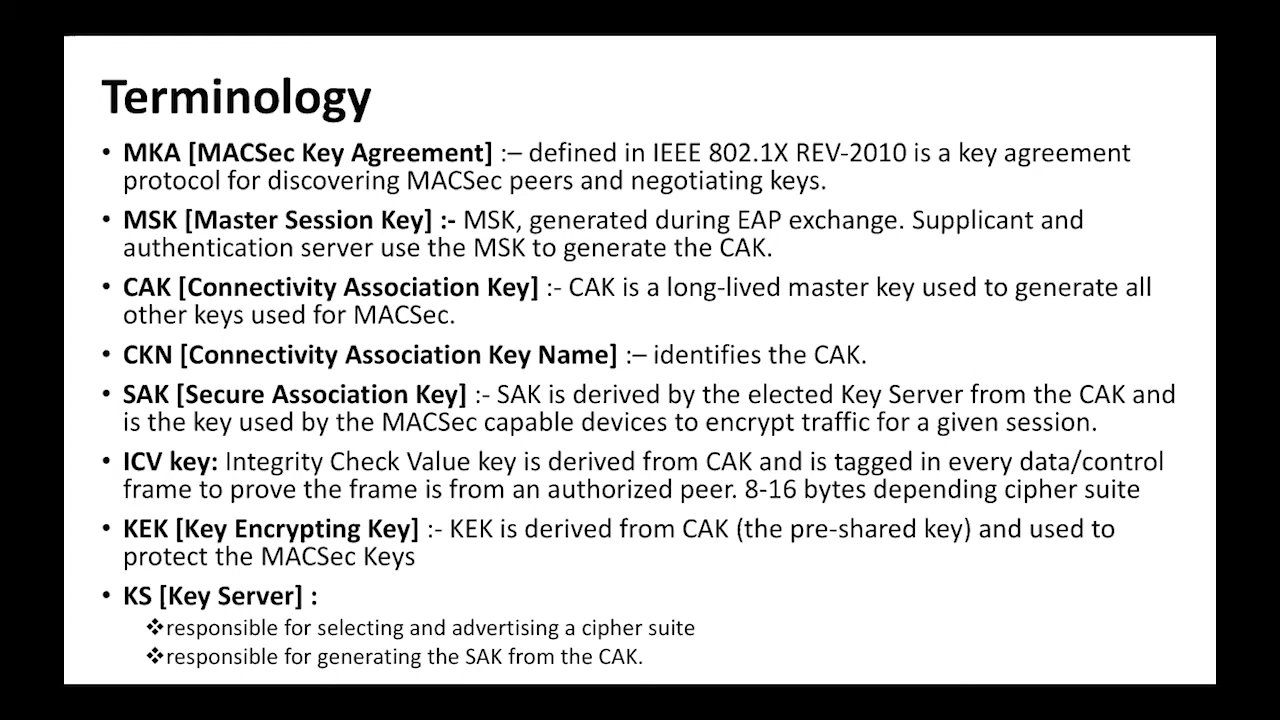 Terminology
• MKA [MACSec Key Agreement] :– defined in IEEE 802.1X REV-2010 is a key agreement
protocol for discovering MACSec peers and negotiating keys.
• MSK [Master Session Key] :- MSK, generated during EAP exchange. Supplicant and
authentication server use the MSK to generate the CAK.
• CAK [Connectivity Association Key] :- CAK is a long-lived master key used to generate all
other keys used for MACSec.
• CKN [Connectivity Association Key Name] :– identifies the CAK.
• SAK [Secure Association Key] :- SAK is derived by the elected Key Server from the CAK and
is the key used by the MACSec capable devices to encrypt traffic for a given session.
• ICV key: Integrity Check Value key is derived from CAK and is tagged in every data/control
frame to prove the frame is from an authorized peer. 8-16 bytes depending cipher suite
• KEK [Key Encrypting Key] :- KEK is derived from CAK (the pre-shared key) and used to
protect the MACSec Keys
• KS [Key Server] :
❖responsible for selecting and advertising a cipher suite
❖responsible for generating the SAK from the CAK.